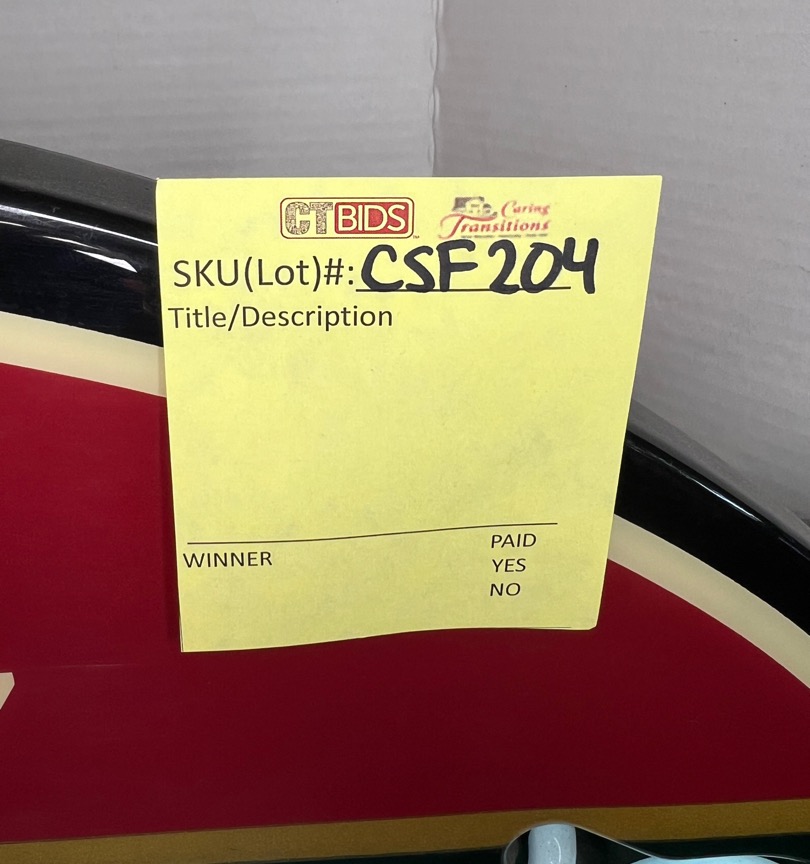 CTBIDS
Caring
Transitions
SKU(Lot)#: CSF204
Title/Description
WINNER
PAID
YES
NO